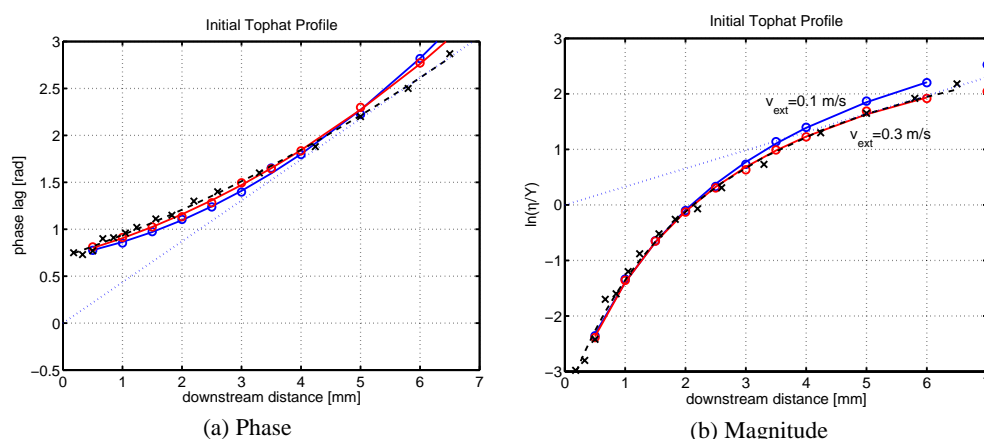 Initial Tophat Profile
3
2.5
2
1.5
1
0.5
0
−0.5
phase lag [rad]
0 1 2 3 4 5 6 7
downstream distance [mm]
(a) Phase
Initial Tophat Profile
3
2
1
0
−1
−2
−3
ln(η/Y)
v_ext=0.1 m/s
v_ext=0.3 m/s
0 1 2 3 4 5 6 7
downstream distance [mm]
(b) Magnitude